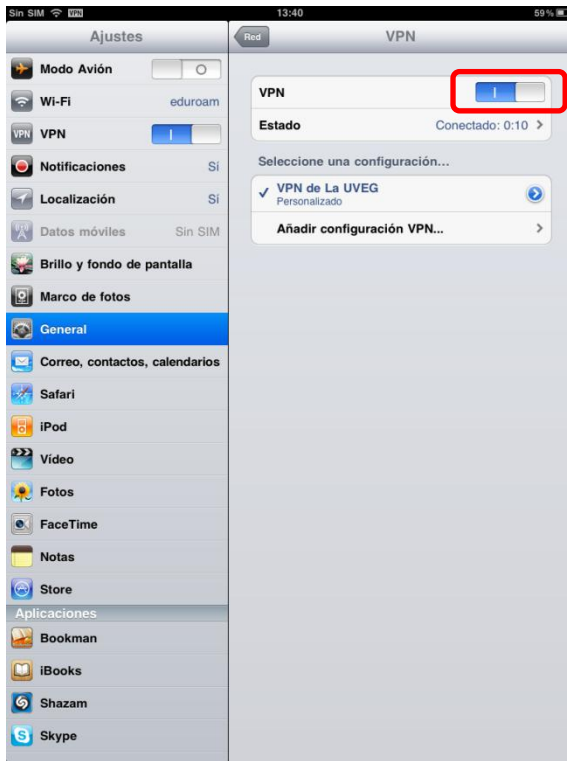 Sin SIM VPN 13:40 59 %
Ajustes
Modo Avión
Wi-Fi eduroam
VPN VPN
Notificaciones Sí
Localización Sí
Datos móviles Sin SIM
Brillo y fondo de pantalla
Marco de fotos
General
Correo, contactos, calendarios
Safari
iPod
Vídeo
Fotos
FaceTime
Notas
Store
Aplicaciones
Bookman
iBooks
Shazam
Skype
Red VPN
VPN
Estado Conectado: 0:10
Seleccione una configuración...
VPN de La UVEG
Personalizado
Añadir configuración VPN...